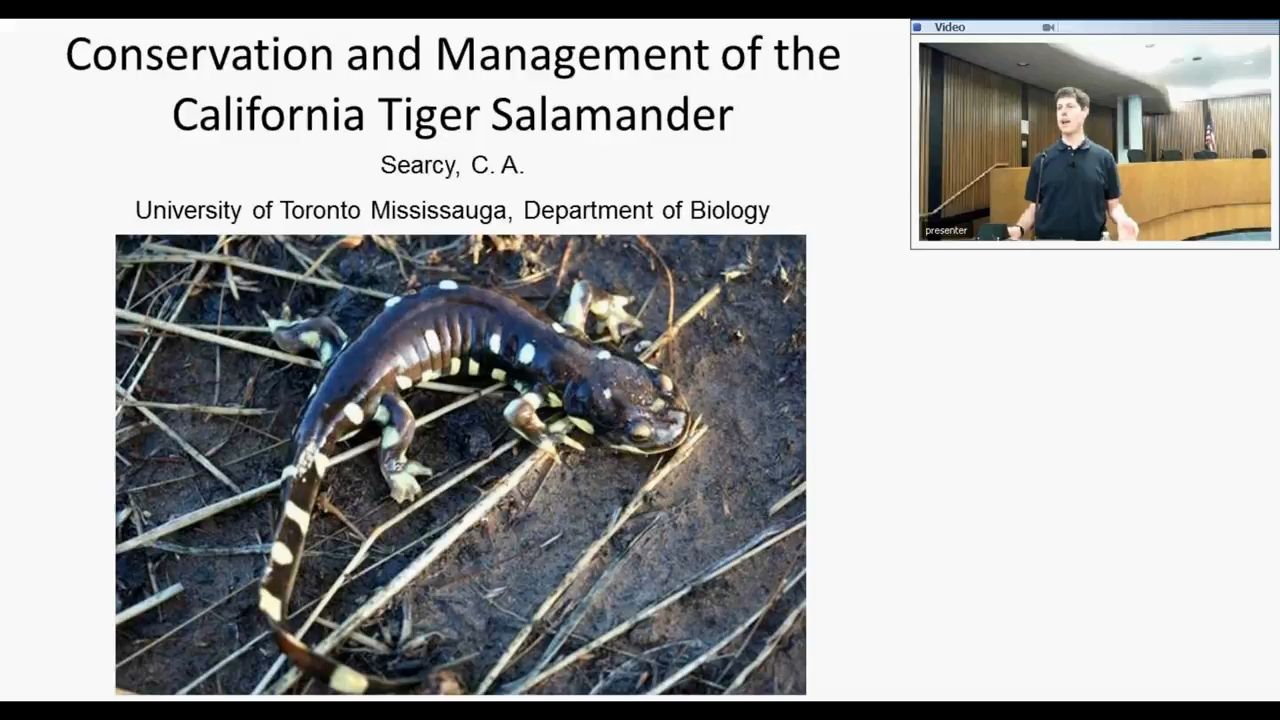 Conservation and Management of the
California Tiger Salamander
Searcy, C. A.
University of Toronto Mississauga, Department of Biology
Video
presenter